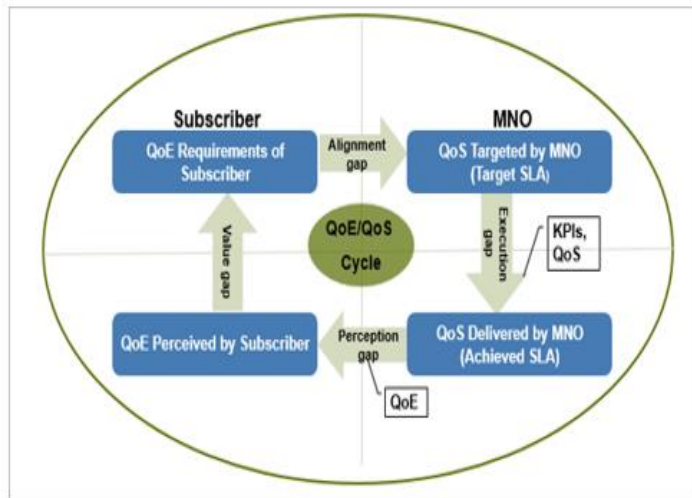 Subscriber
MNO
QoE Requirements of
Subscriber
Alignment
gap
QoS Targeted by MNO
(Target SLA)
Value gap
QoE/QoS
Cycle
Execution
gap
KPIs,
QoS
QoE Perceived by Subscriber
Perception
gap
QoS Delivered by MNO
(Achieved SLA)
QoE